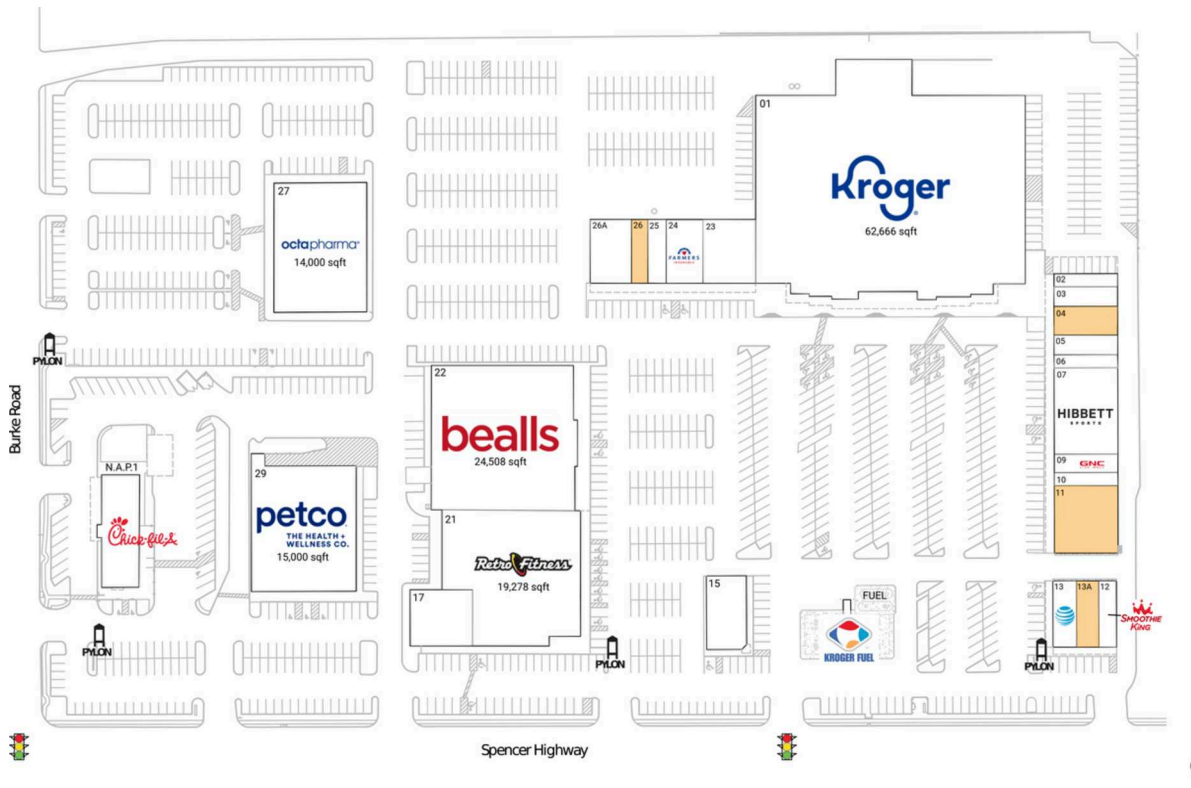 01
Kroger
62,666 sqft
27
octapharma
14,000 sqft
26A
26
25
24
23
FARMERS
INSURANCE
02
03
04
05
06
07
HIBBETT
SPORTS
09
GNC
10
11
PYLON
Burke Road
22
bealls
24,508 sqft
N.A.P.1
Chick-fil-A
29
petco
THE HEALTH +
WELLNESS CO.
15,000 sqft
21
Retro Fitness
19,278 sqft
17
15
FUEL
KROGER FUEL
13
13A
12
SMOOTHIE
KING
PYLON
PYLON
PYLON
Spencer Highway